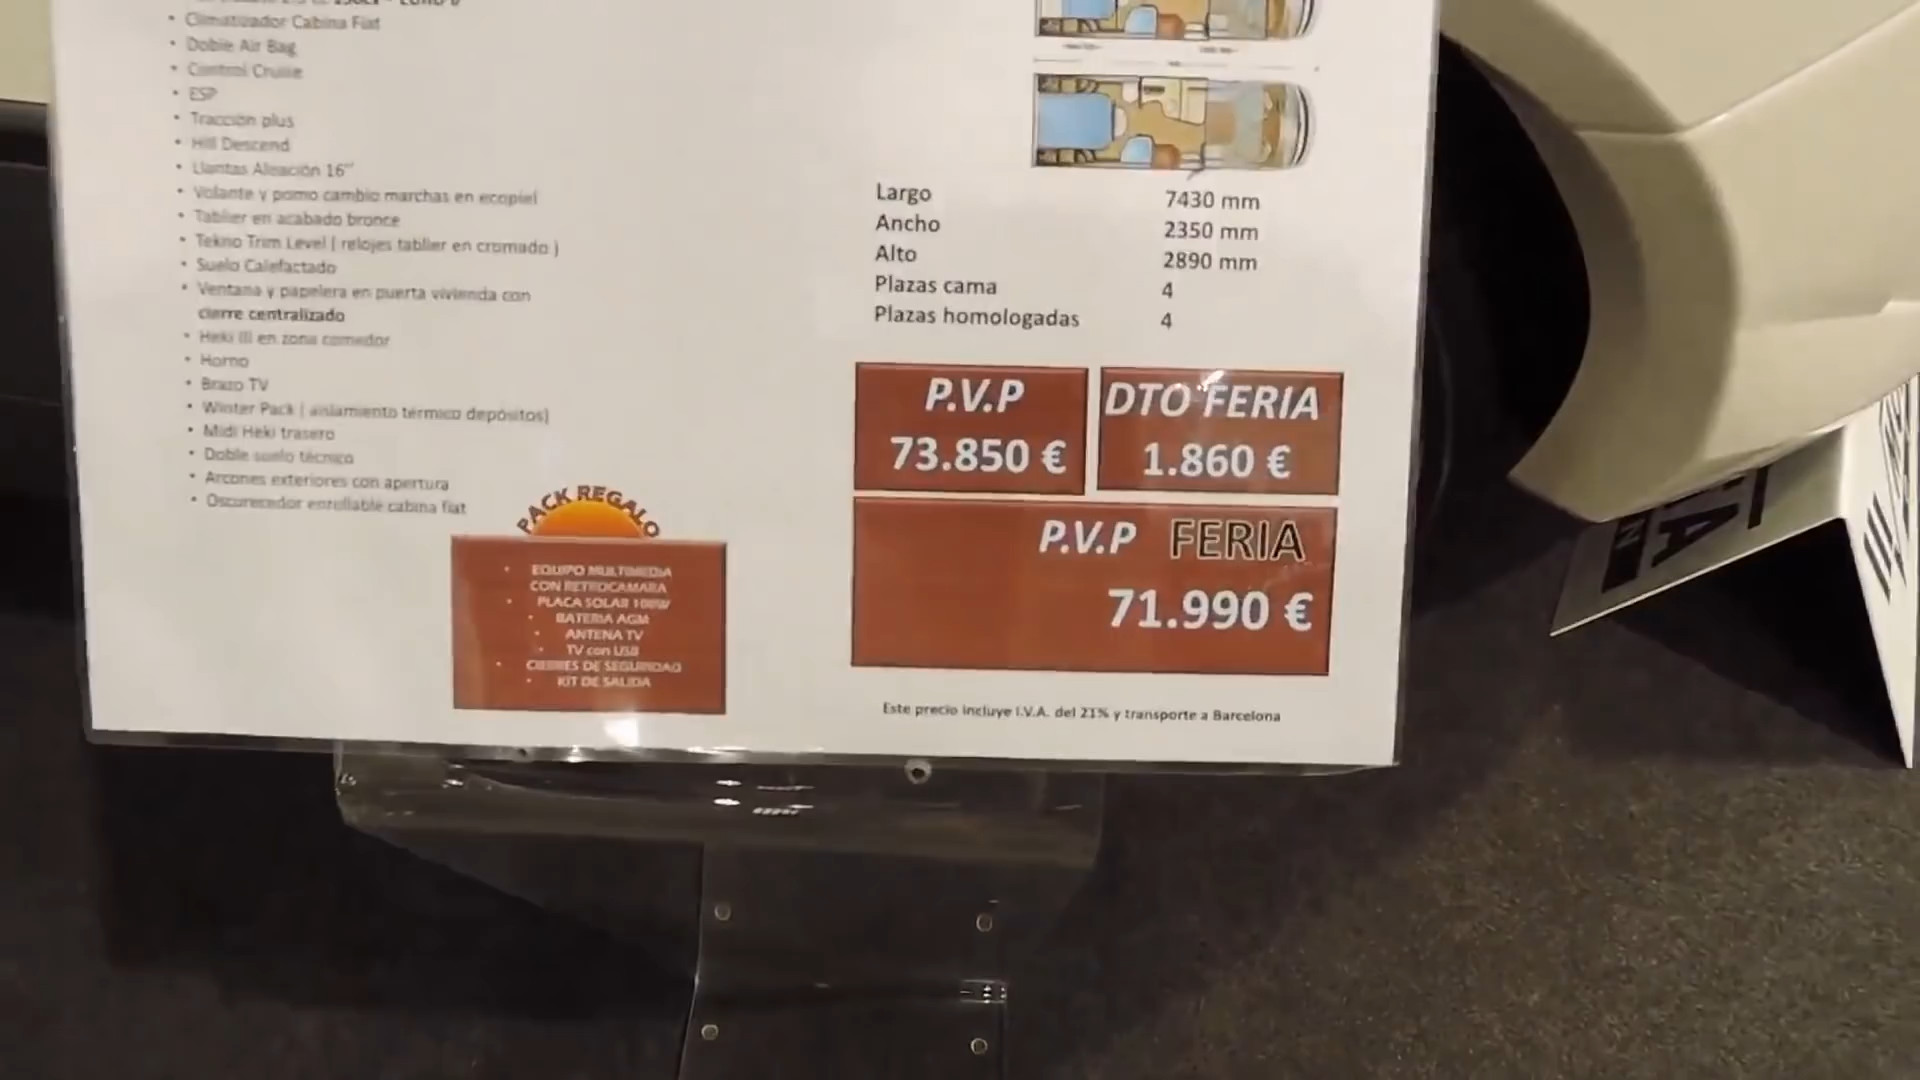 150cv - EURO 6
• Climatizador Cabina Fiat
• Doble Air Bag
• Control Cruise
• ESP
• Tracción plus
• Hill Descend
• Llantas Aleación 16"
• Volante y pomo cambio marchas en ecopiel
• Tablier en acabado bronce
• Tekno Trim Level ( relojes tablier en cromado )
• Suelo Calefactado
• Ventana y papelera en puerta vivienda con
cierre centralizado
• Heki III en zona comedor
• Horno
• Brazo TV
• Winter Pack ( aislamiento térmico depósitos)
• Midi Heki trasero
• Doble suelo técnico
• Arcones exteriores con apertura
• Oscurecedor enrollable cabina fiat
PACK REGALO
• EQUIPO MULTIMEDIA
CON RETROCAMARA
• PLACA SOLAR 100W
• BATERIA AGM
• ANTENA TV
• TV con USB
• CIERRES DE SEGURIDAD
• KIT DE SALIDA
Largo 7430 mm
Ancho 2350 mm
Alto 2890 mm
Plazas cama 4
Plazas homologadas 4
P.V.P
73.850 €
DTO FERIA
1.860 €
P.V.P FERIA
71.990 €
Este precio incluye I.V.A. del 21% y transporte a Barcelona